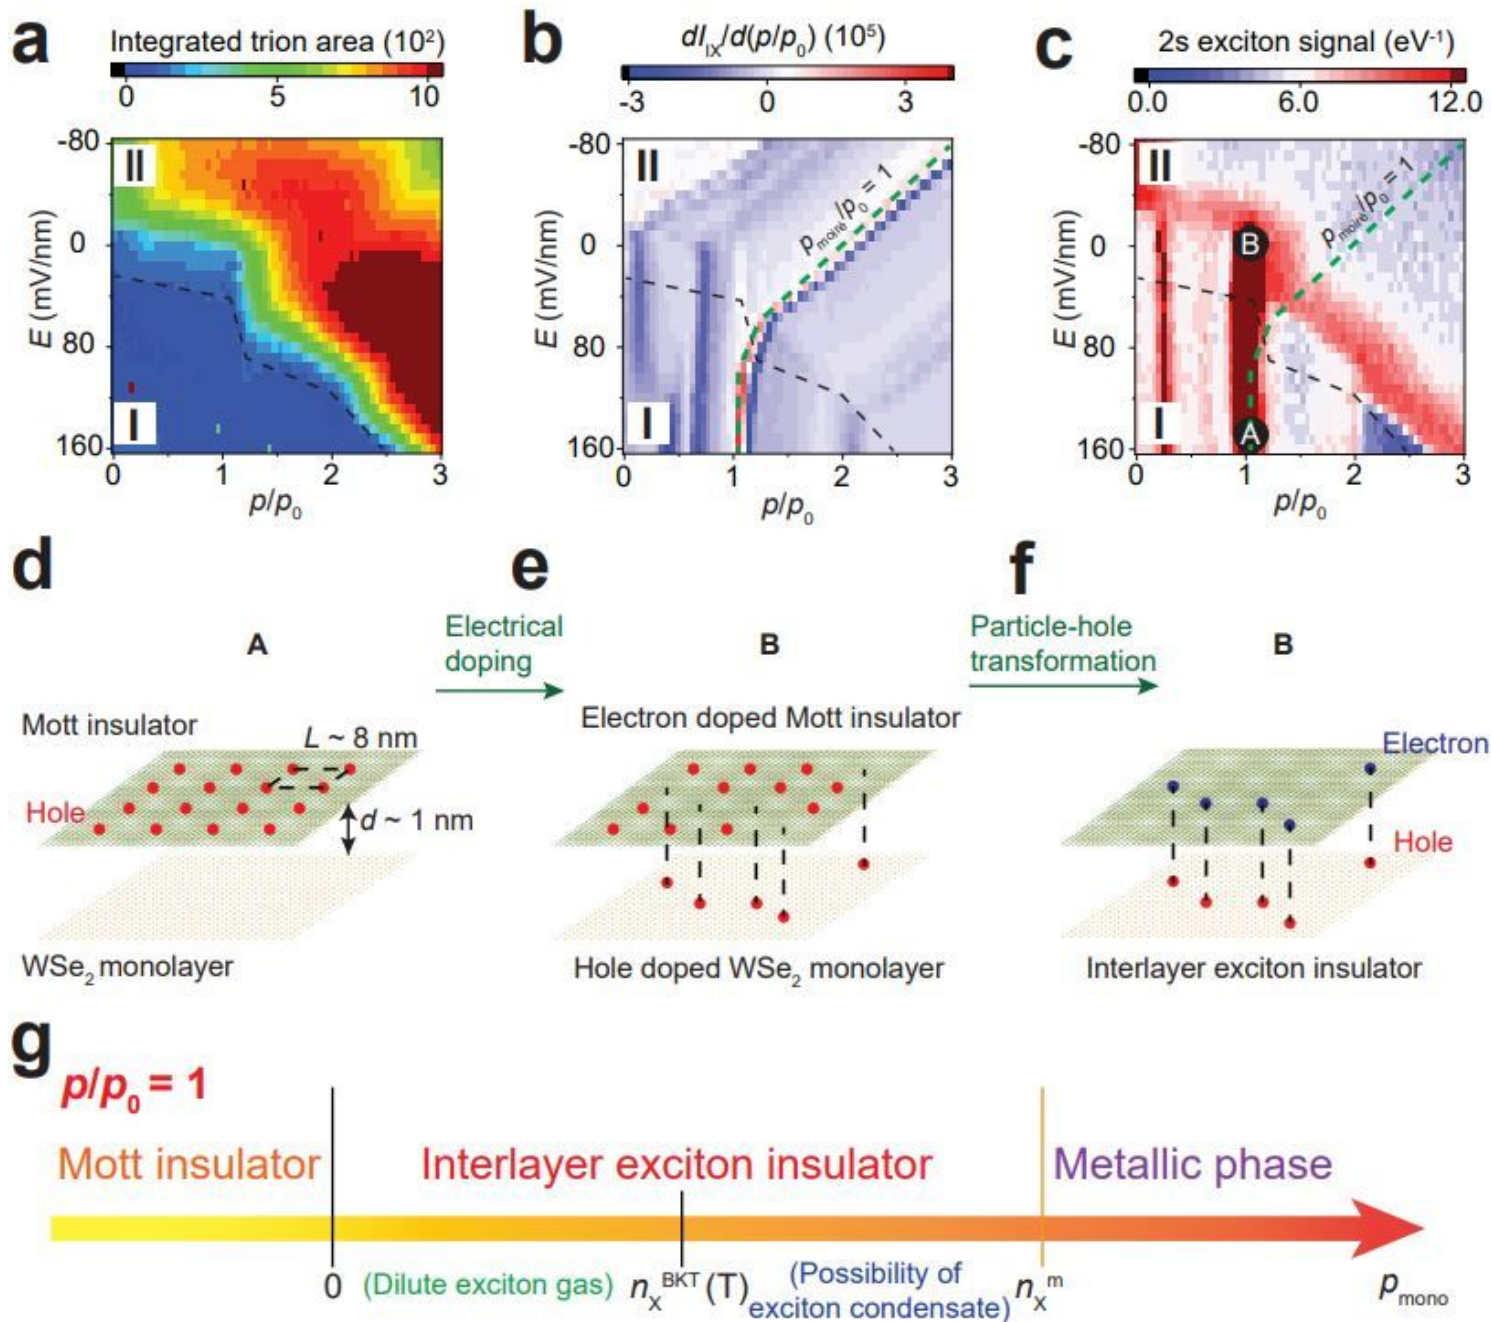 a
Integrated trion area (10²)
0 5 10
-80
0
80
160
E (mV/nm)
II
I
0 1 2 3
p/p₀
b
dI_IX/d(p/p₀) (10⁵)
-3 0 3
-80
0
80
160
E (mV/nm)
II
I
p_moire/p₀ = 1
0 1 2 3
p/p₀
c
2s exciton signal (eV⁻¹)
0.0 6.0 12.0
-80
0
80
160
E (mV/nm)
II
I
B
A
p_moire/p₀ = 1
0 1 2 3
p/p₀
d
A
Mott insulator
L ~ 8 nm
Hole
d ~ 1 nm
WSe₂ monolayer
Electrical
doping
e
B
Electron doped Mott insulator
Hole doped WSe₂ monolayer
Particle-hole
transformation
f
B
Electron
Hole
Interlayer exciton insulator
g
p/p₀ = 1
Mott insulator Interlayer exciton insulator Metallic phase
0 (Dilute exciton gas) n_X^BKT (T) (Possibility of
exciton condensate) n_X^m p_mono